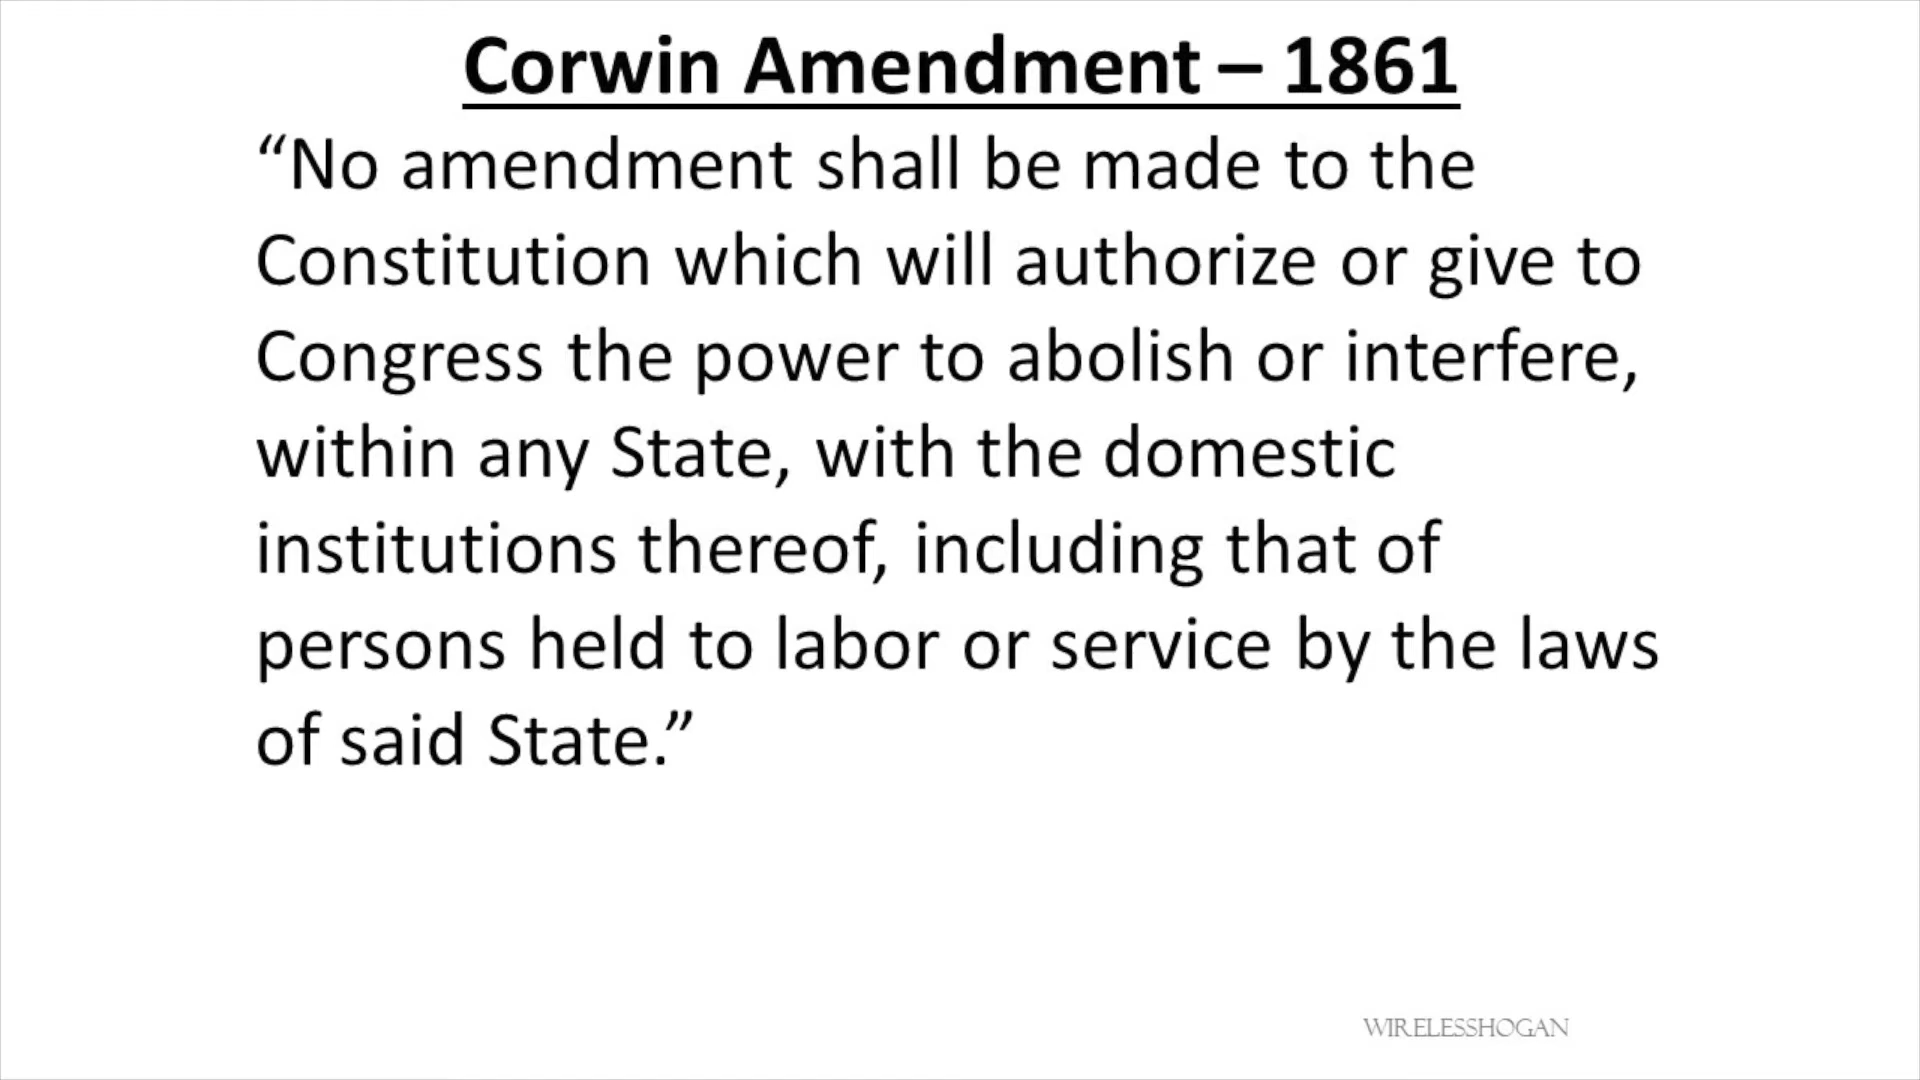 Corwin Amendment – 1861
“No amendment shall be made to the
Constitution which will authorize or give to
Congress the power to abolish or interfere,
within any State, with the domestic
institutions thereof, including that of
persons held to labor or service by the laws
of said State.”
WIRELESSHOGAN